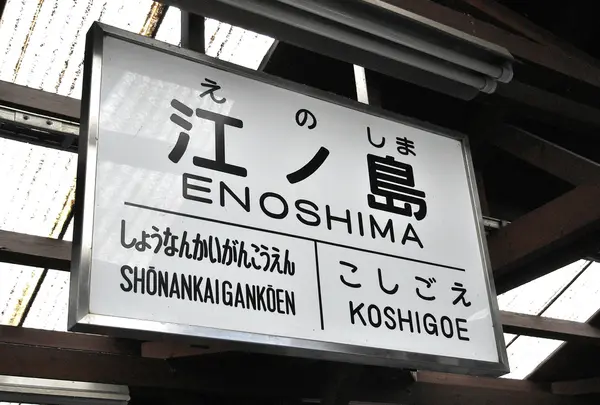 えのしま
江ノ島
ENOSHIMA
しょうなんかいがんこうえん
SHŌNANKAIGANKŌEN
こしごえ
KOSHIGOE